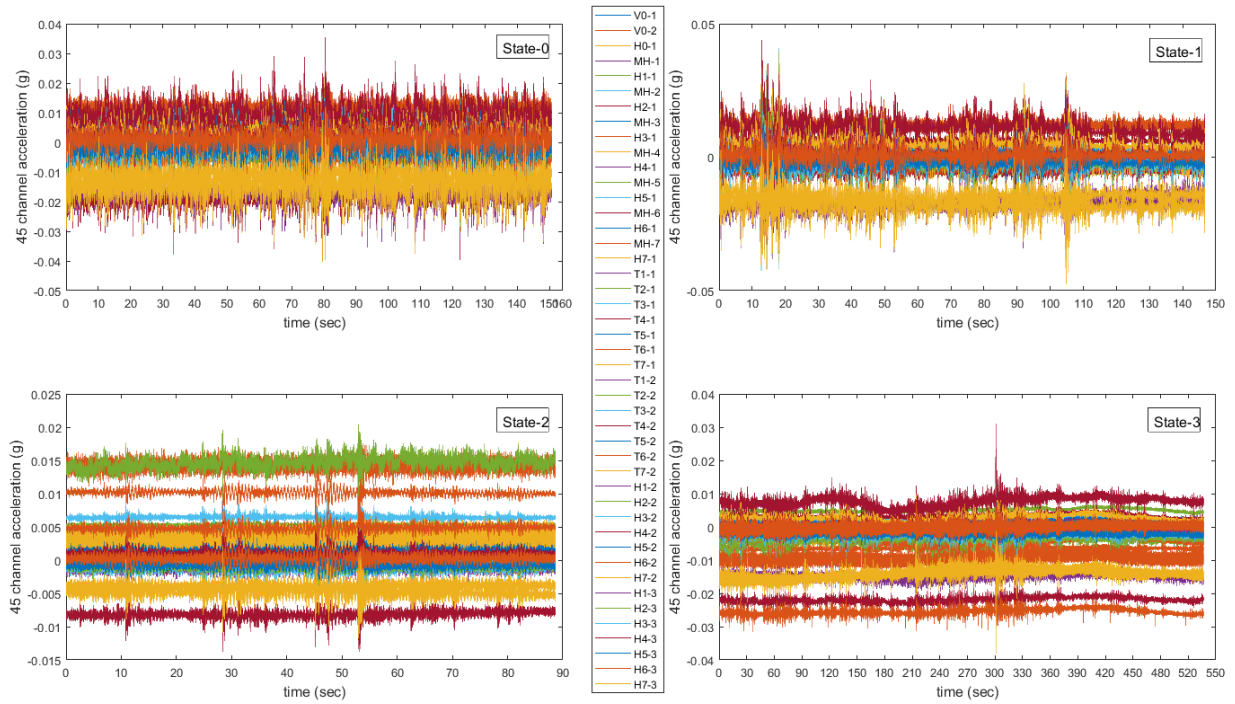 0.04
0.03
0.02
0.01
0
-0.01
-0.02
-0.03
-0.04
-0.05
45 channel acceleration (g)
State-0
0 10 20 30 40 50 60 70 80 90 100 110 120 130 140 150 160
time (sec)
V0-1
V0-2
H0-1
MH-1
H1-1
MH-2
H2-1
MH-3
H3-1
MH-4
H4-1
MH-5
H5-1
MH-6
H6-1
MH-7
H7-1
T1-1
T2-1
T3-1
T4-1
T5-1
T6-1
T7-1
T1-2
T2-2
T3-2
T4-2
T5-2
T6-2
T7-2
H1-2
H2-2
H3-2
H4-2
H5-2
H6-2
H7-2
H1-3
H2-3
H3-3
H4-3
H5-3
H6-3
H7-3
0.05
0
-0.05
45 channel acceleration (g)
State-1
0 10 20 30 40 50 60 70 80 90 100 110 120 130 140 150
time (sec)
0.025
0.02
0.015
0.01
0.005
0
-0.005
-0.01
-0.015
45 channel acceleration (g)
State-2
0 10 20 30 40 50 60 70 80 90
time (sec)
0.04
0.03
0.02
0.01
0
-0.01
-0.02
-0.03
-0.04
45 channel acceleration (g)
State-3
0 30 60 90 120 150 180 210 240 270 300 330 360 390 420 450 480 510 550
time (sec)